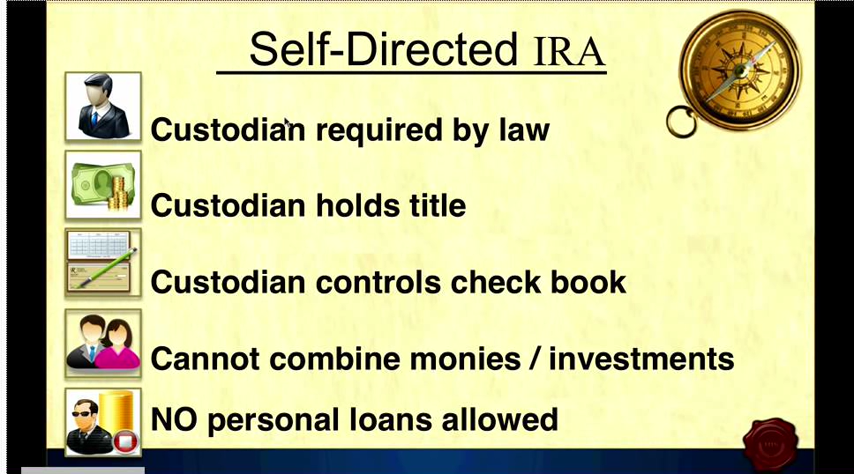 Self-Directed IRA
Custodian required by law
Custodian holds title
Custodian controls check book
Cannot combine monies / investments
NO personal loans allowed